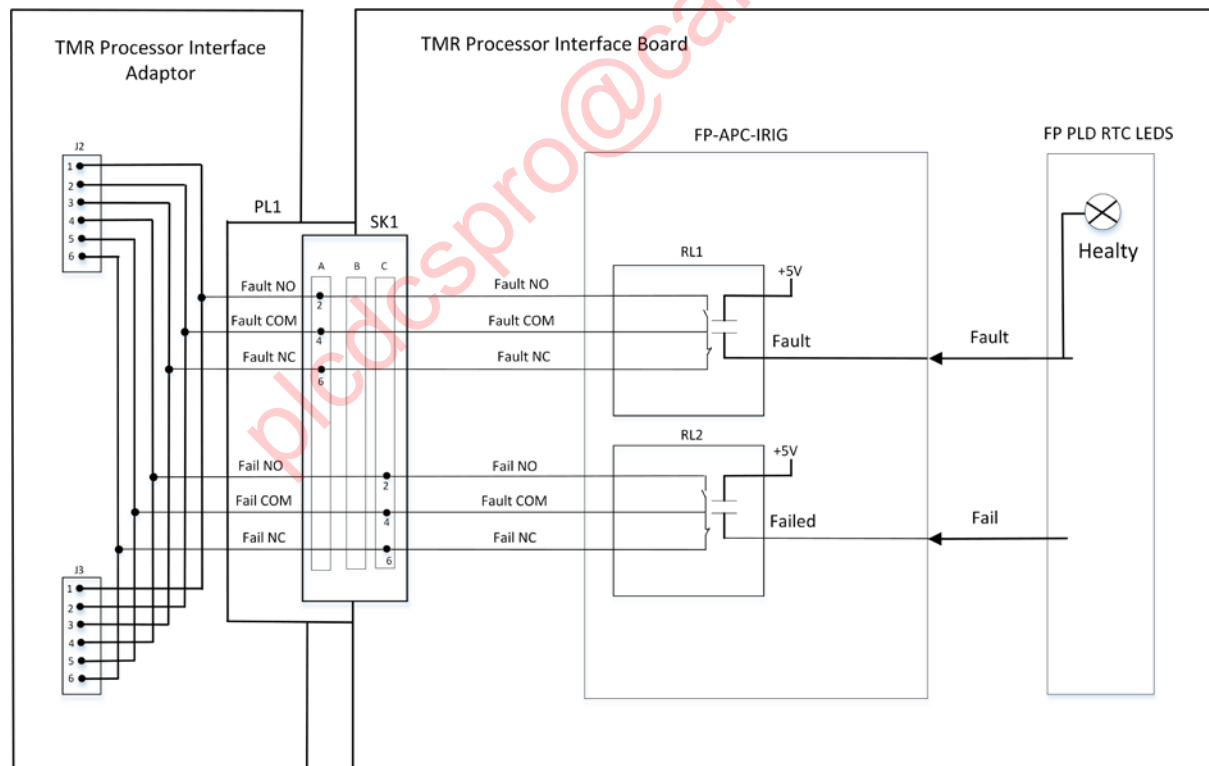 TMR Processor Interface
Adaptor
TMR Processor Interface Board
FP-APC-IRIG
FP PLD RTC LEDS
J2
1
2
3
4
5
6
PL1
SK1
A
B
C
Healty
RL1
+5V
Fault NO
2
Fault NO
Fault COM
4
Fault COM
Fault NC
6
Fault NC
Fault
Fault
RL2
+5V
Fail NO
2
Fail NO
Fail COM
4
Fault COM
Fail NC
6
Fail NC
Failed
Fail
J3
1
2
3
4
5
6
plcdcspro@ca